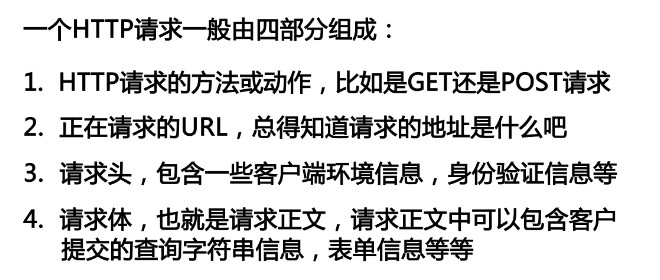 一个HTTP请求一般由四部分组成：
1. HTTP请求的方法或动作，比如是GET还是POST请求
2. 正在请求的URL，总得知道请求的地址是什么吧
3. 请求头，包含一些客户端环境信息，身份验证信息等
4. 请求体，也就是请求正文，请求正文中可以包含客户
提交的查询字符串信息，表单信息等等